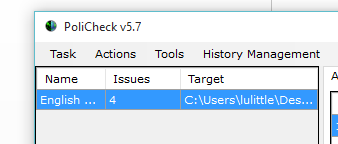 PoliCheck v5.7
Task Actions Tools History Management
Name Issues Target
English ... 4 C:\Users\lulittle\Des...